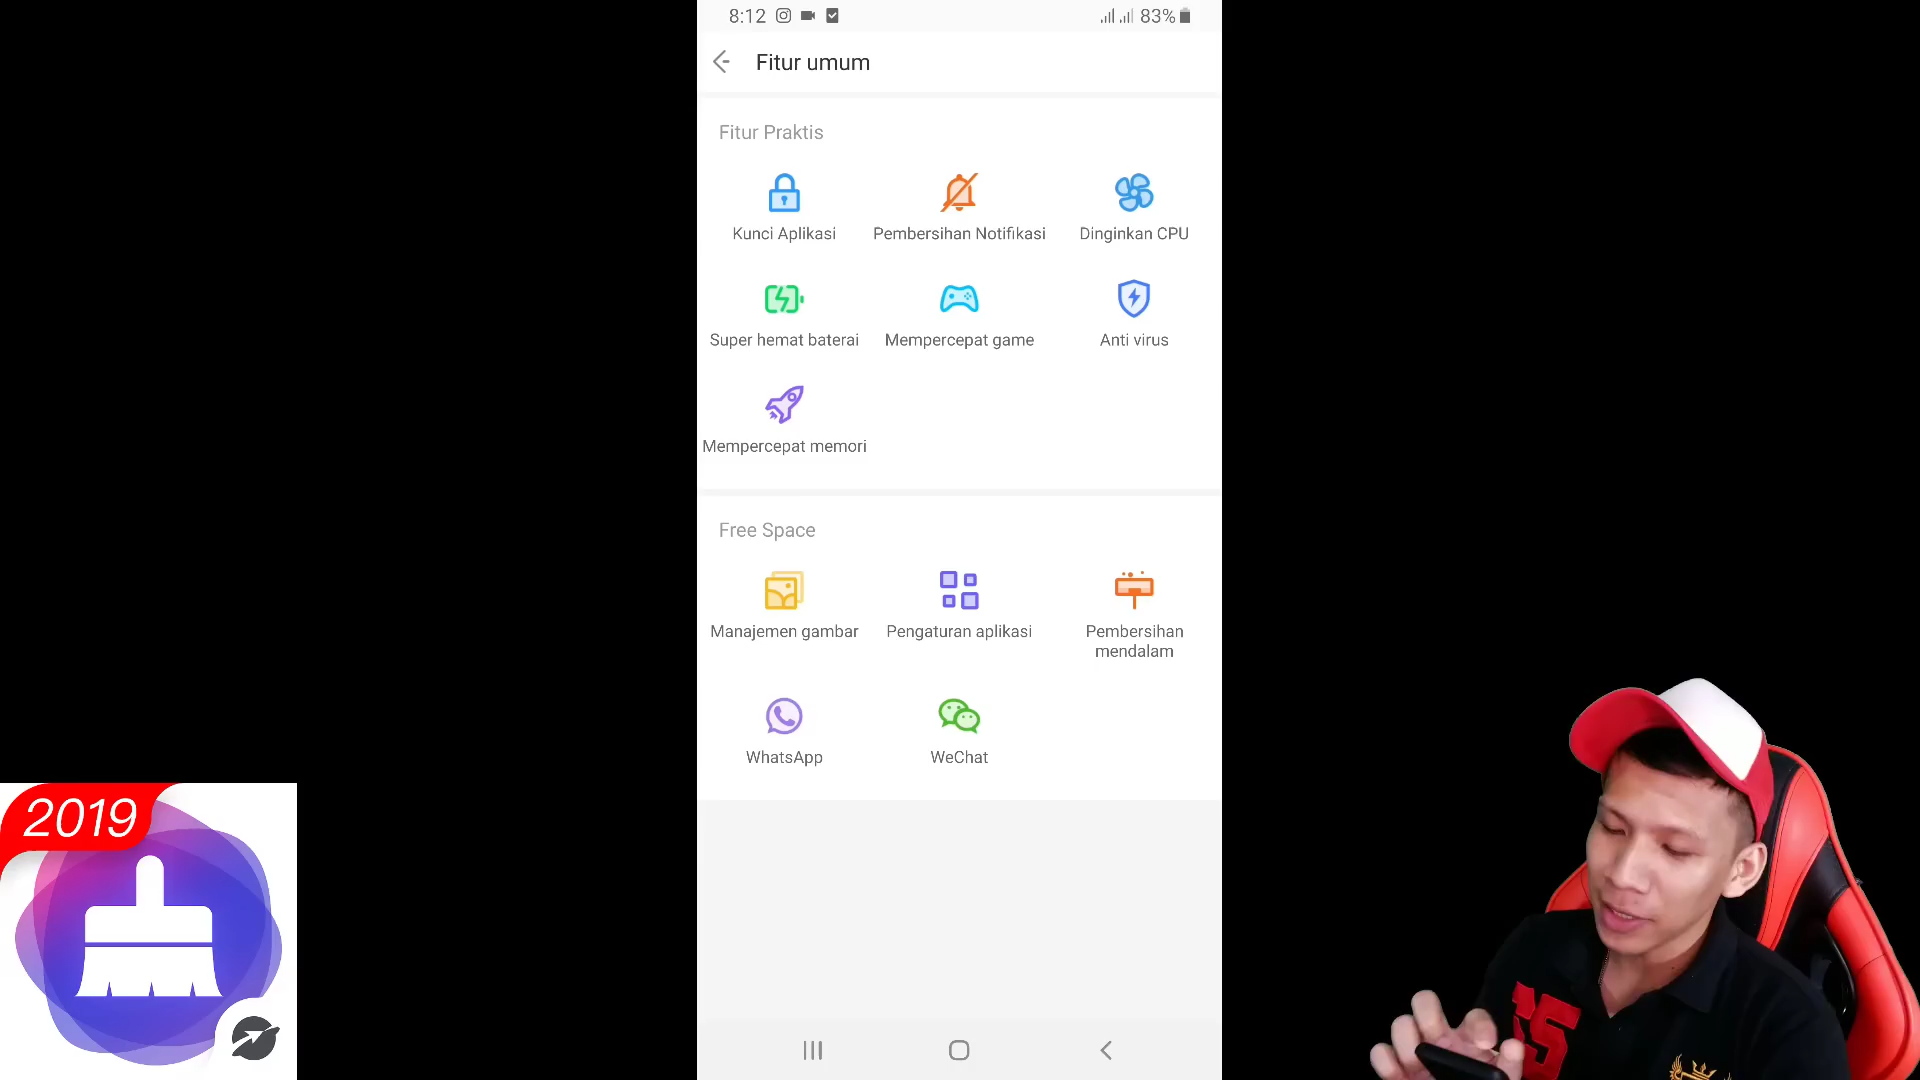 8:12
83%
Fitur umum
Fitur Praktis
Kunci Aplikasi
Pembersihan Notifikasi
Dinginkan CPU
Super hemat baterai
Mempercepat game
Anti virus
Mempercepat memori
Free Space
Manajemen gambar
Pengaturan aplikasi
Pembersihan
mendalam
WhatsApp
WeChat
2019